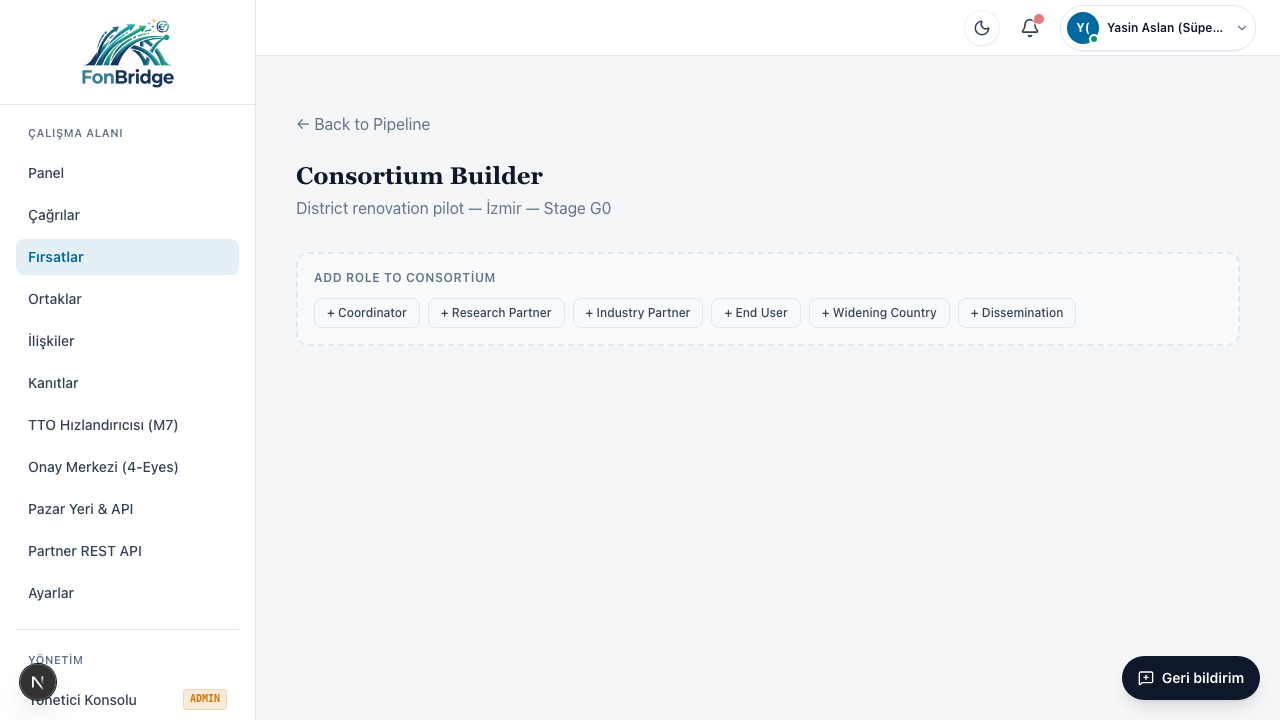 FonBridge
Y(
Yasin Aslan (Süpe...
ÇALIŞMA ALANI
Panel
Çağrılar
Fırsatlar
Ortaklar
İlişkiler
Kanıtlar
TTO Hızlandırıcısı (M7)
Onay Merkezi (4-Eyes)
Pazar Yeri & API
Partner REST API
Ayarlar
YÖNETİM
Yönetici Konsolu
ADMIN
N
← Back to Pipeline
Consortium Builder
District renovation pilot — İzmir — Stage G0
ADD ROLE TO CONSORTİUM
+ Coordinator
+ Research Partner
+ Industry Partner
+ End User
+ Widening Country
+ Dissemination
Geri bildirim